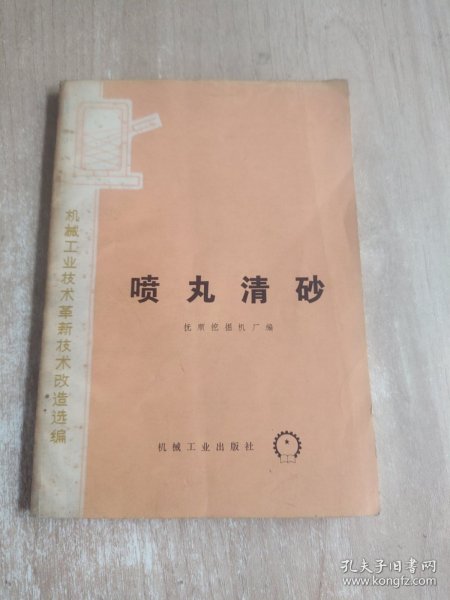 机械工业技术革新技术改造选编
喷丸清砂
抚顺挖掘机厂编
机械工业出版社
孔夫子旧书网
www.kongfz.com